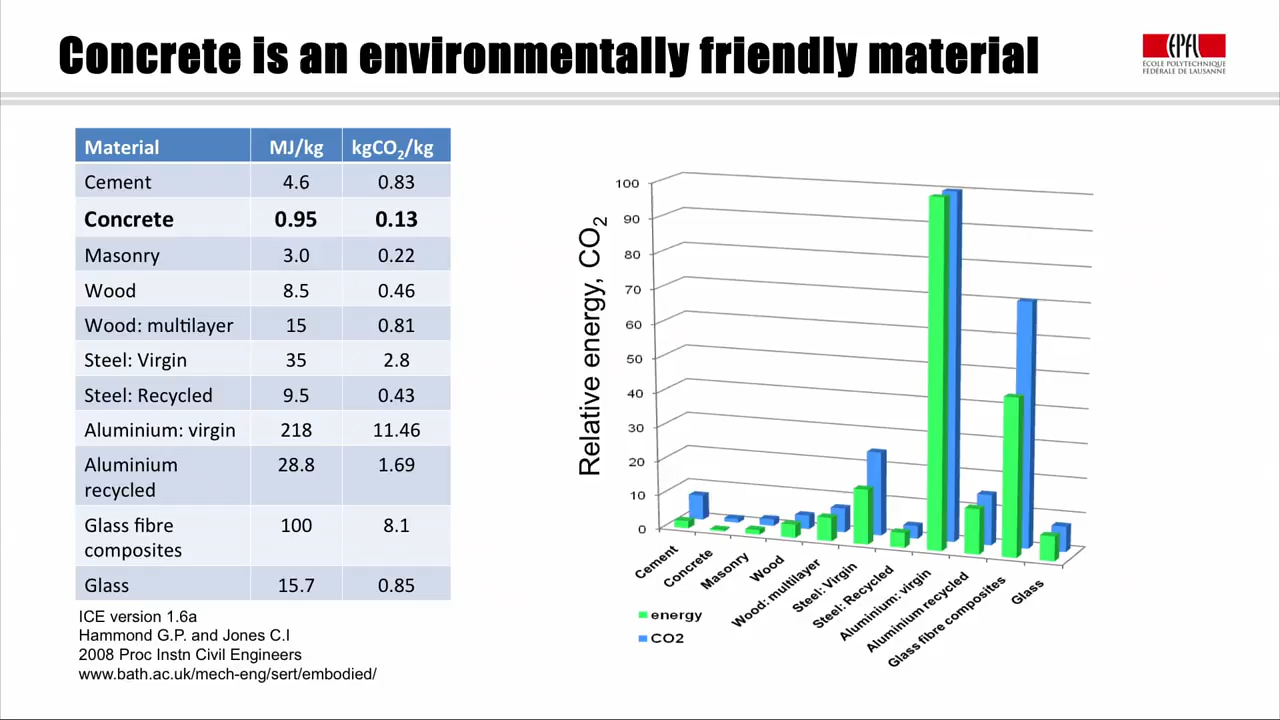 Concrete is an environmentally friendly material
EPFL
ÉCOLE POLYTECHNIQUE
FÉDÉRALE DE LAUSANNE
Material MJ/kg kgCO₂/kg
Cement 4.6 0.83
Concrete 0.95 0.13
Masonry 3.0 0.22
Wood 8.5 0.46
Wood: multilayer 15 0.81
Steel: Virgin 35 2.8
Steel: Recycled 9.5 0.43
Aluminium: virgin 218 11.46
Aluminium 28.8 1.69
recycled
Glass fibre 100 8.1
composites
Glass 15.7 0.85
ICE version 1.6a
Hammond G.P. and Jones C.I
2008 Proc Instn Civil Engineers
www.bath.ac.uk/mech-eng/sert/embodied/
Relative energy, CO₂
100
90
80
70
60
50
40
30
20
10
0
Cement
Concrete
Masonry
Wood
Wood: multilayer
Steel: Virgin
Steel: Recycled
Aluminium: virgin
Aluminium recycled
Glass fibre composites
Glass
energy
CO2